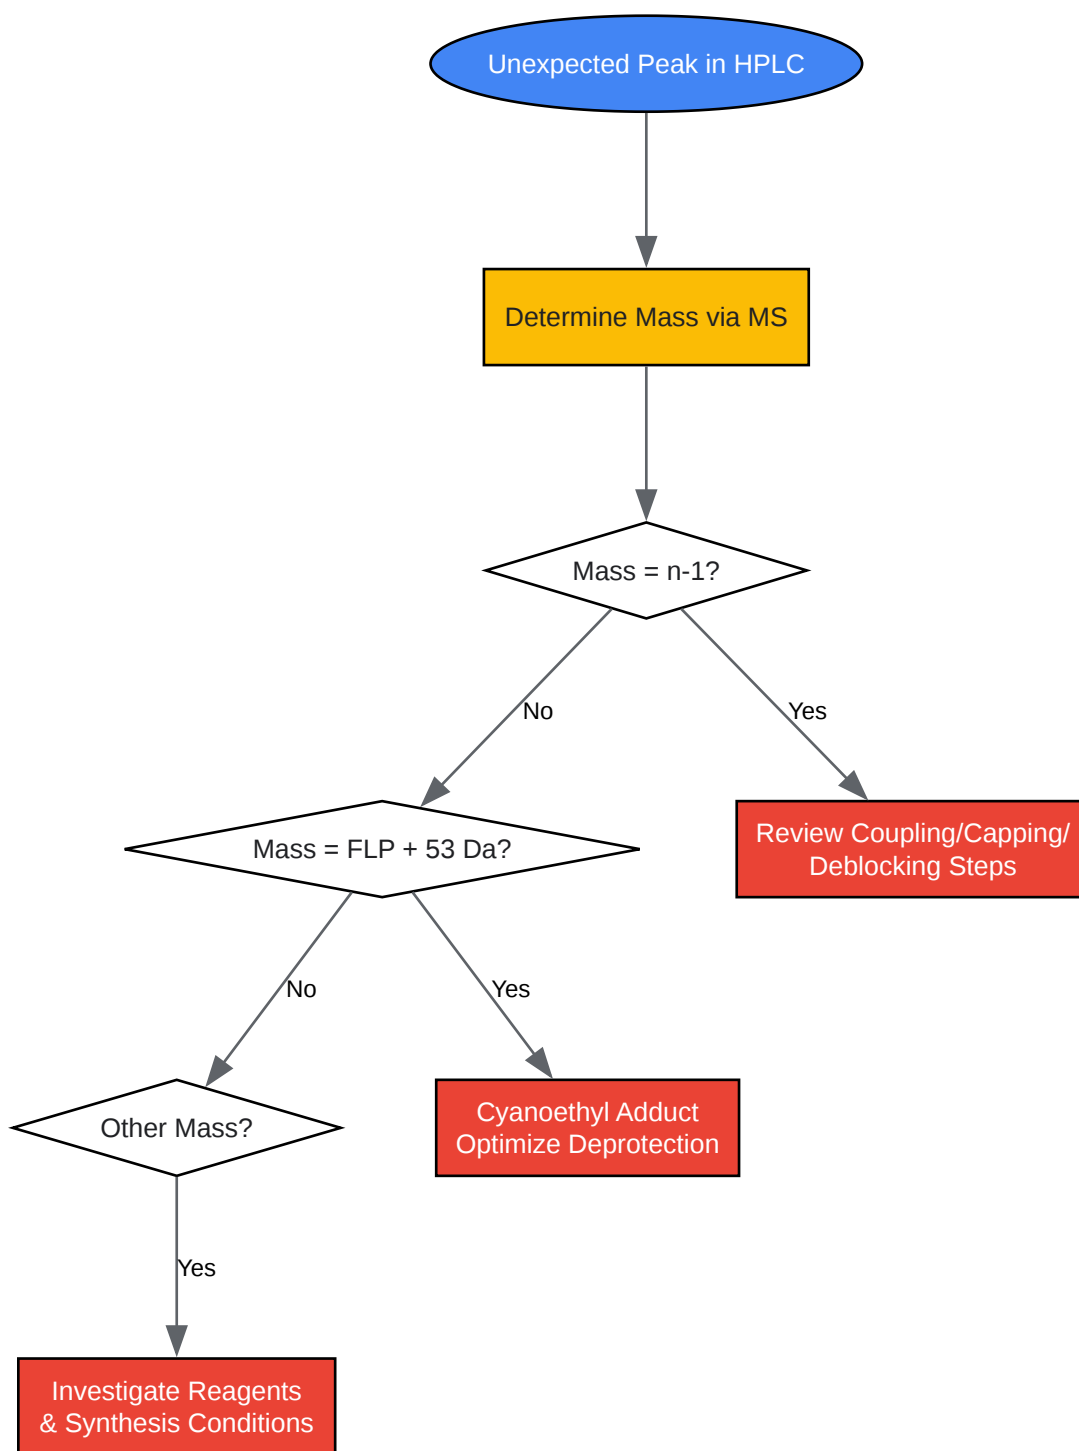 Unexpected Peak in HPLC
Determine Mass via MS
Mass = n-1?
No
Yes
Mass = FLP + 53 Da?
Review Coupling/Capping/
Deblocking Steps
No
Yes
Other Mass?
Cyanoethyl Adduct
Optimize Deprotection
Yes
Investigate Reagents
& Synthesis Conditions